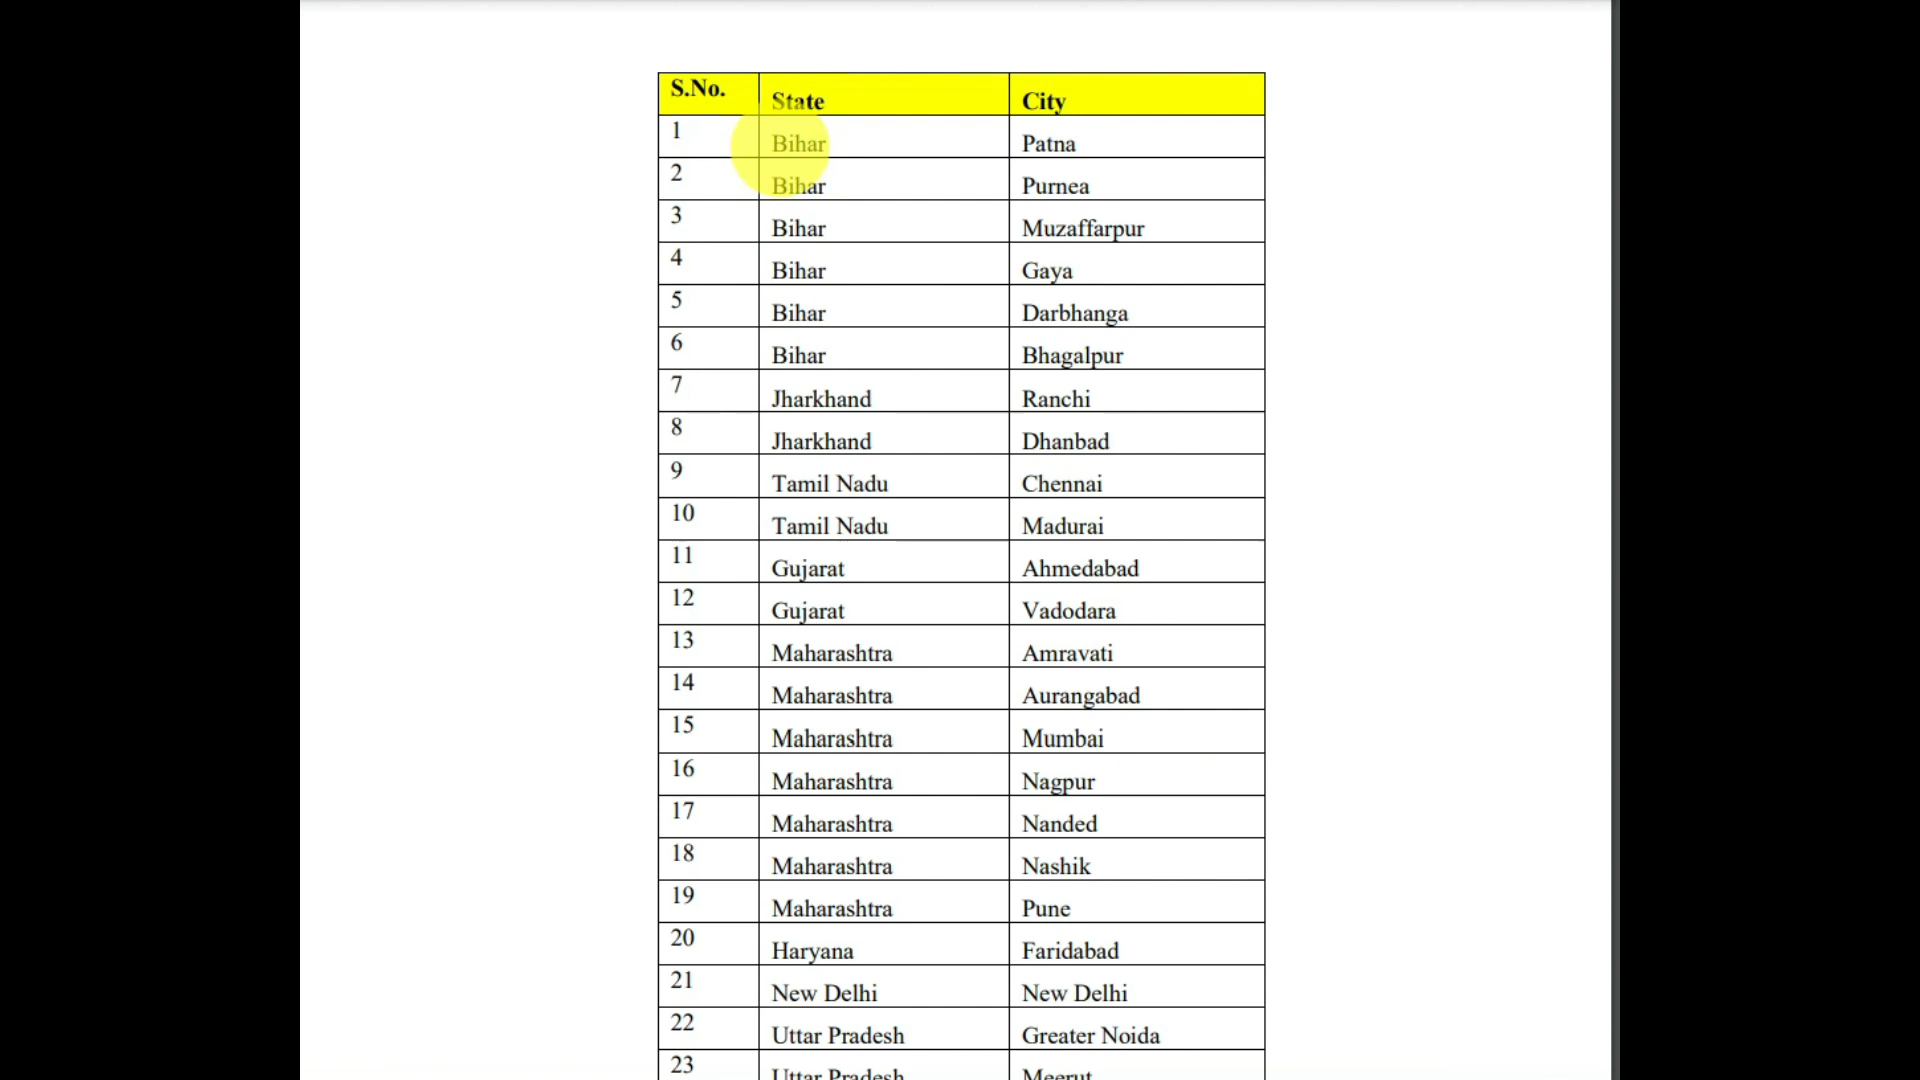 S.No. State City
1 Bihar Patna
2 Bihar Purnea
3 Bihar Muzaffarpur
4 Bihar Gaya
5 Bihar Darbhanga
6 Bihar Bhagalpur
7 Jharkhand Ranchi
8 Jharkhand Dhanbad
9 Tamil Nadu Chennai
10 Tamil Nadu Madurai
11 Gujarat Ahmedabad
12 Gujarat Vadodara
13 Maharashtra Amravati
14 Maharashtra Aurangabad
15 Maharashtra Mumbai
16 Maharashtra Nagpur
17 Maharashtra Nanded
18 Maharashtra Nashik
19 Maharashtra Pune
20 Haryana Faridabad
21 New Delhi New Delhi
22 Uttar Pradesh Greater Noida
23 Uttar Pradesh Meerut